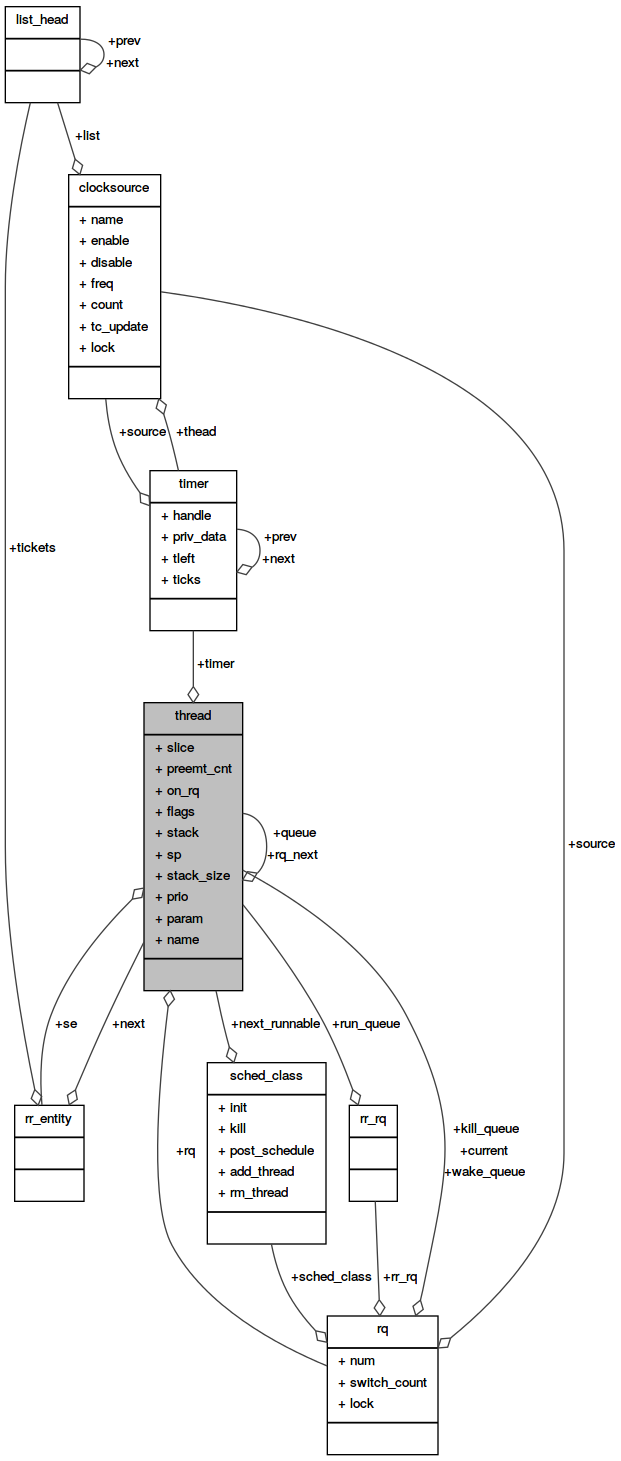 list_head
+prev
+next
+list
clocksource
+ name
+ enable
+ disable
+ freq
+ count
+ tc_update
+ lock
+source
+thead
timer
+ handle
+ priv_data
+ tleft
+ ticks
+prev
+next
+tickets
+timer
thread
+ slice
+ preemt_cnt
+ on_rq
+ flags
+ stack
+ sp
+ stack_size
+ prio
+ param
+ name
+queue
+rq_next
+source
+se
+next
+next_runnable
+run_queue
sched_class
+ init
+ kill
+ post_schedule
+ add_thread
+ rm_thread
rr_entity
rr_rq
+rq
+kill_queue
+current
+wake_queue
+sched_class
+rr_rq
rq
+ num
+ switch_count
+ lock